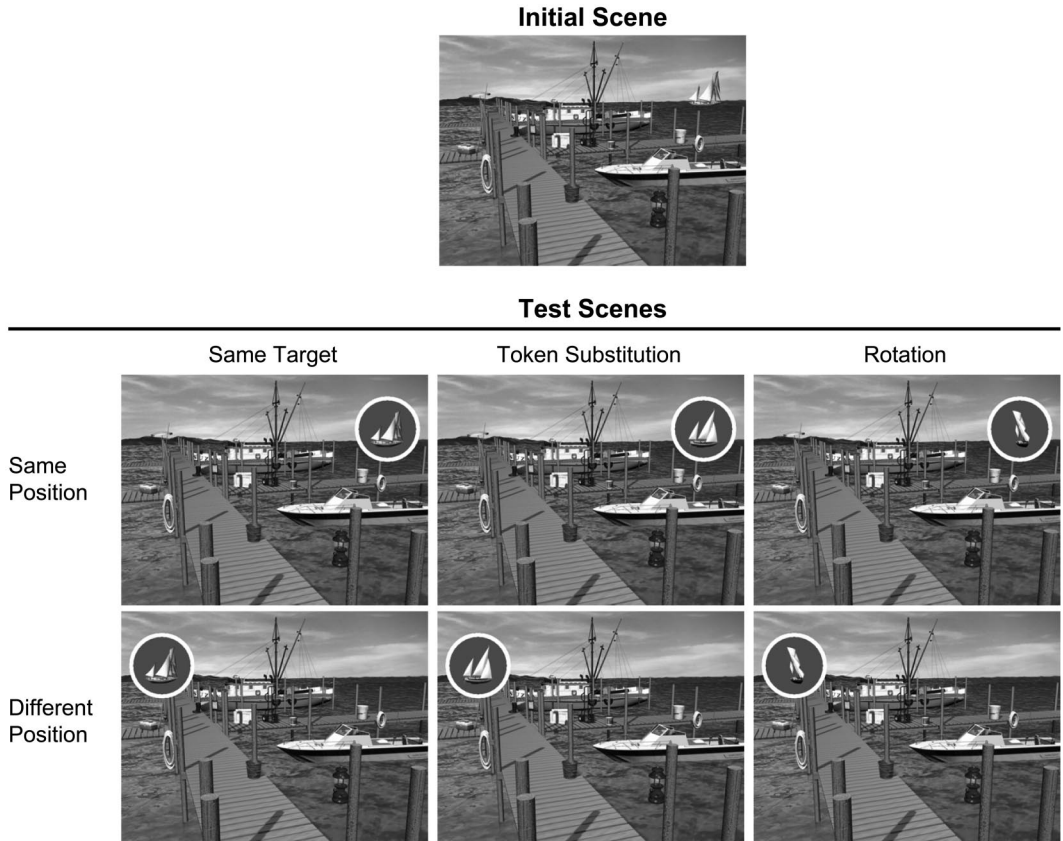 Initial Scene
Test Scenes
Same Target
Token Substitution
Rotation
Same
Position
Different
Position